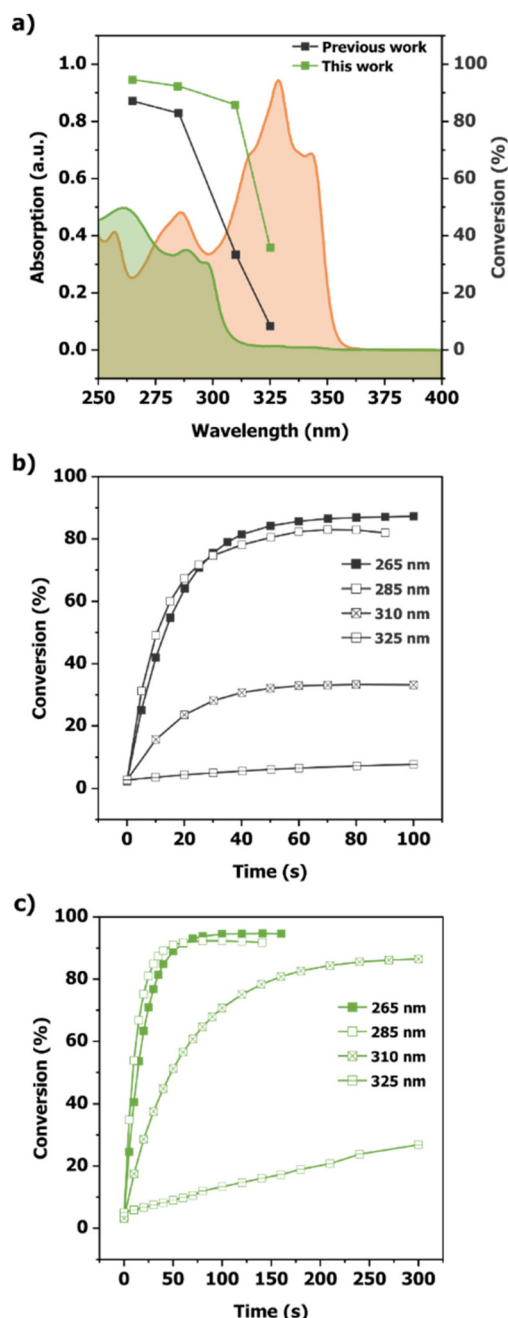 a)
Previous work
This work
1.0
0.8
0.6
0.4
0.2
0.0
Absorption (a.u.)
100
80
60
40
20
0
Conversion (%)
250 275 300 325 350 375 400
Wavelength (nm)
b)
100
80
60
40
20
0
Conversion (%)
265 nm
285 nm
310 nm
325 nm
0 20 40 60 80 100
Time (s)
c)
100
80
60
40
20
0
Conversion (%)
265 nm
285 nm
310 nm
325 nm
0 50 100 150 200 250 300
Time (s)